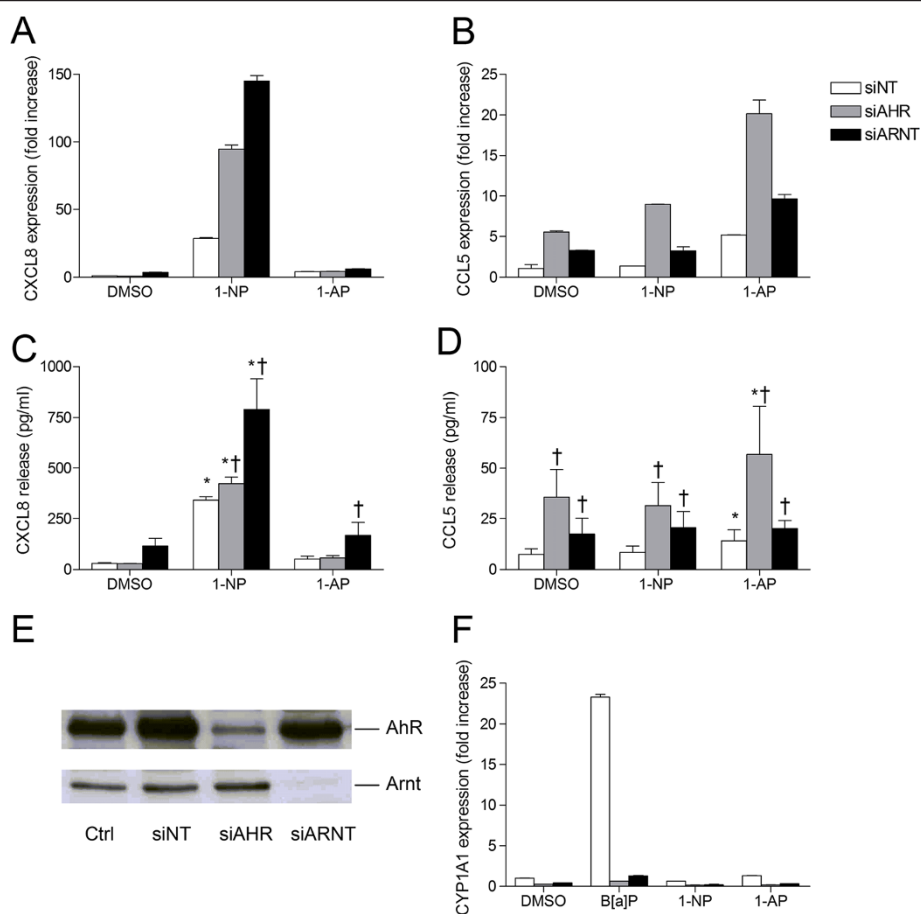 A
CXCL8 expression (fold increase)
150
100
50
0
DMSO 1-NP 1-AP
B
CCL5 expression (fold increase)
25
20
15
10
5
0
DMSO 1-NP 1-AP
siNT
siAHR
siARNT
C
CXCL8 release (pg/ml)
1000
750
500
250
0
* *† *† †
DMSO 1-NP 1-AP
D
CCL5 release (pg/ml)
100
75
50
25
0
† † † † * *† †
DMSO 1-NP 1-AP
E
AhR
Arnt
Ctrl siNT siAHR siARNT
F
CYP1A1 expression (fold increase)
25
20
15
10
5
0
DMSO B[a]P 1-NP 1-AP